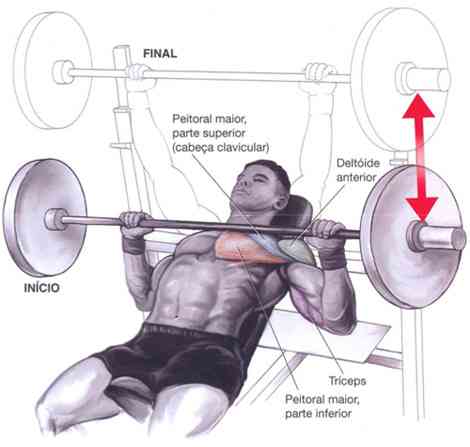 FINAL
Peitoral maior,
parte superior
(cabeça clavicular)
Deltóide
anterior
INÍCIO
Tríceps
Peitoral maior,
parte inferior